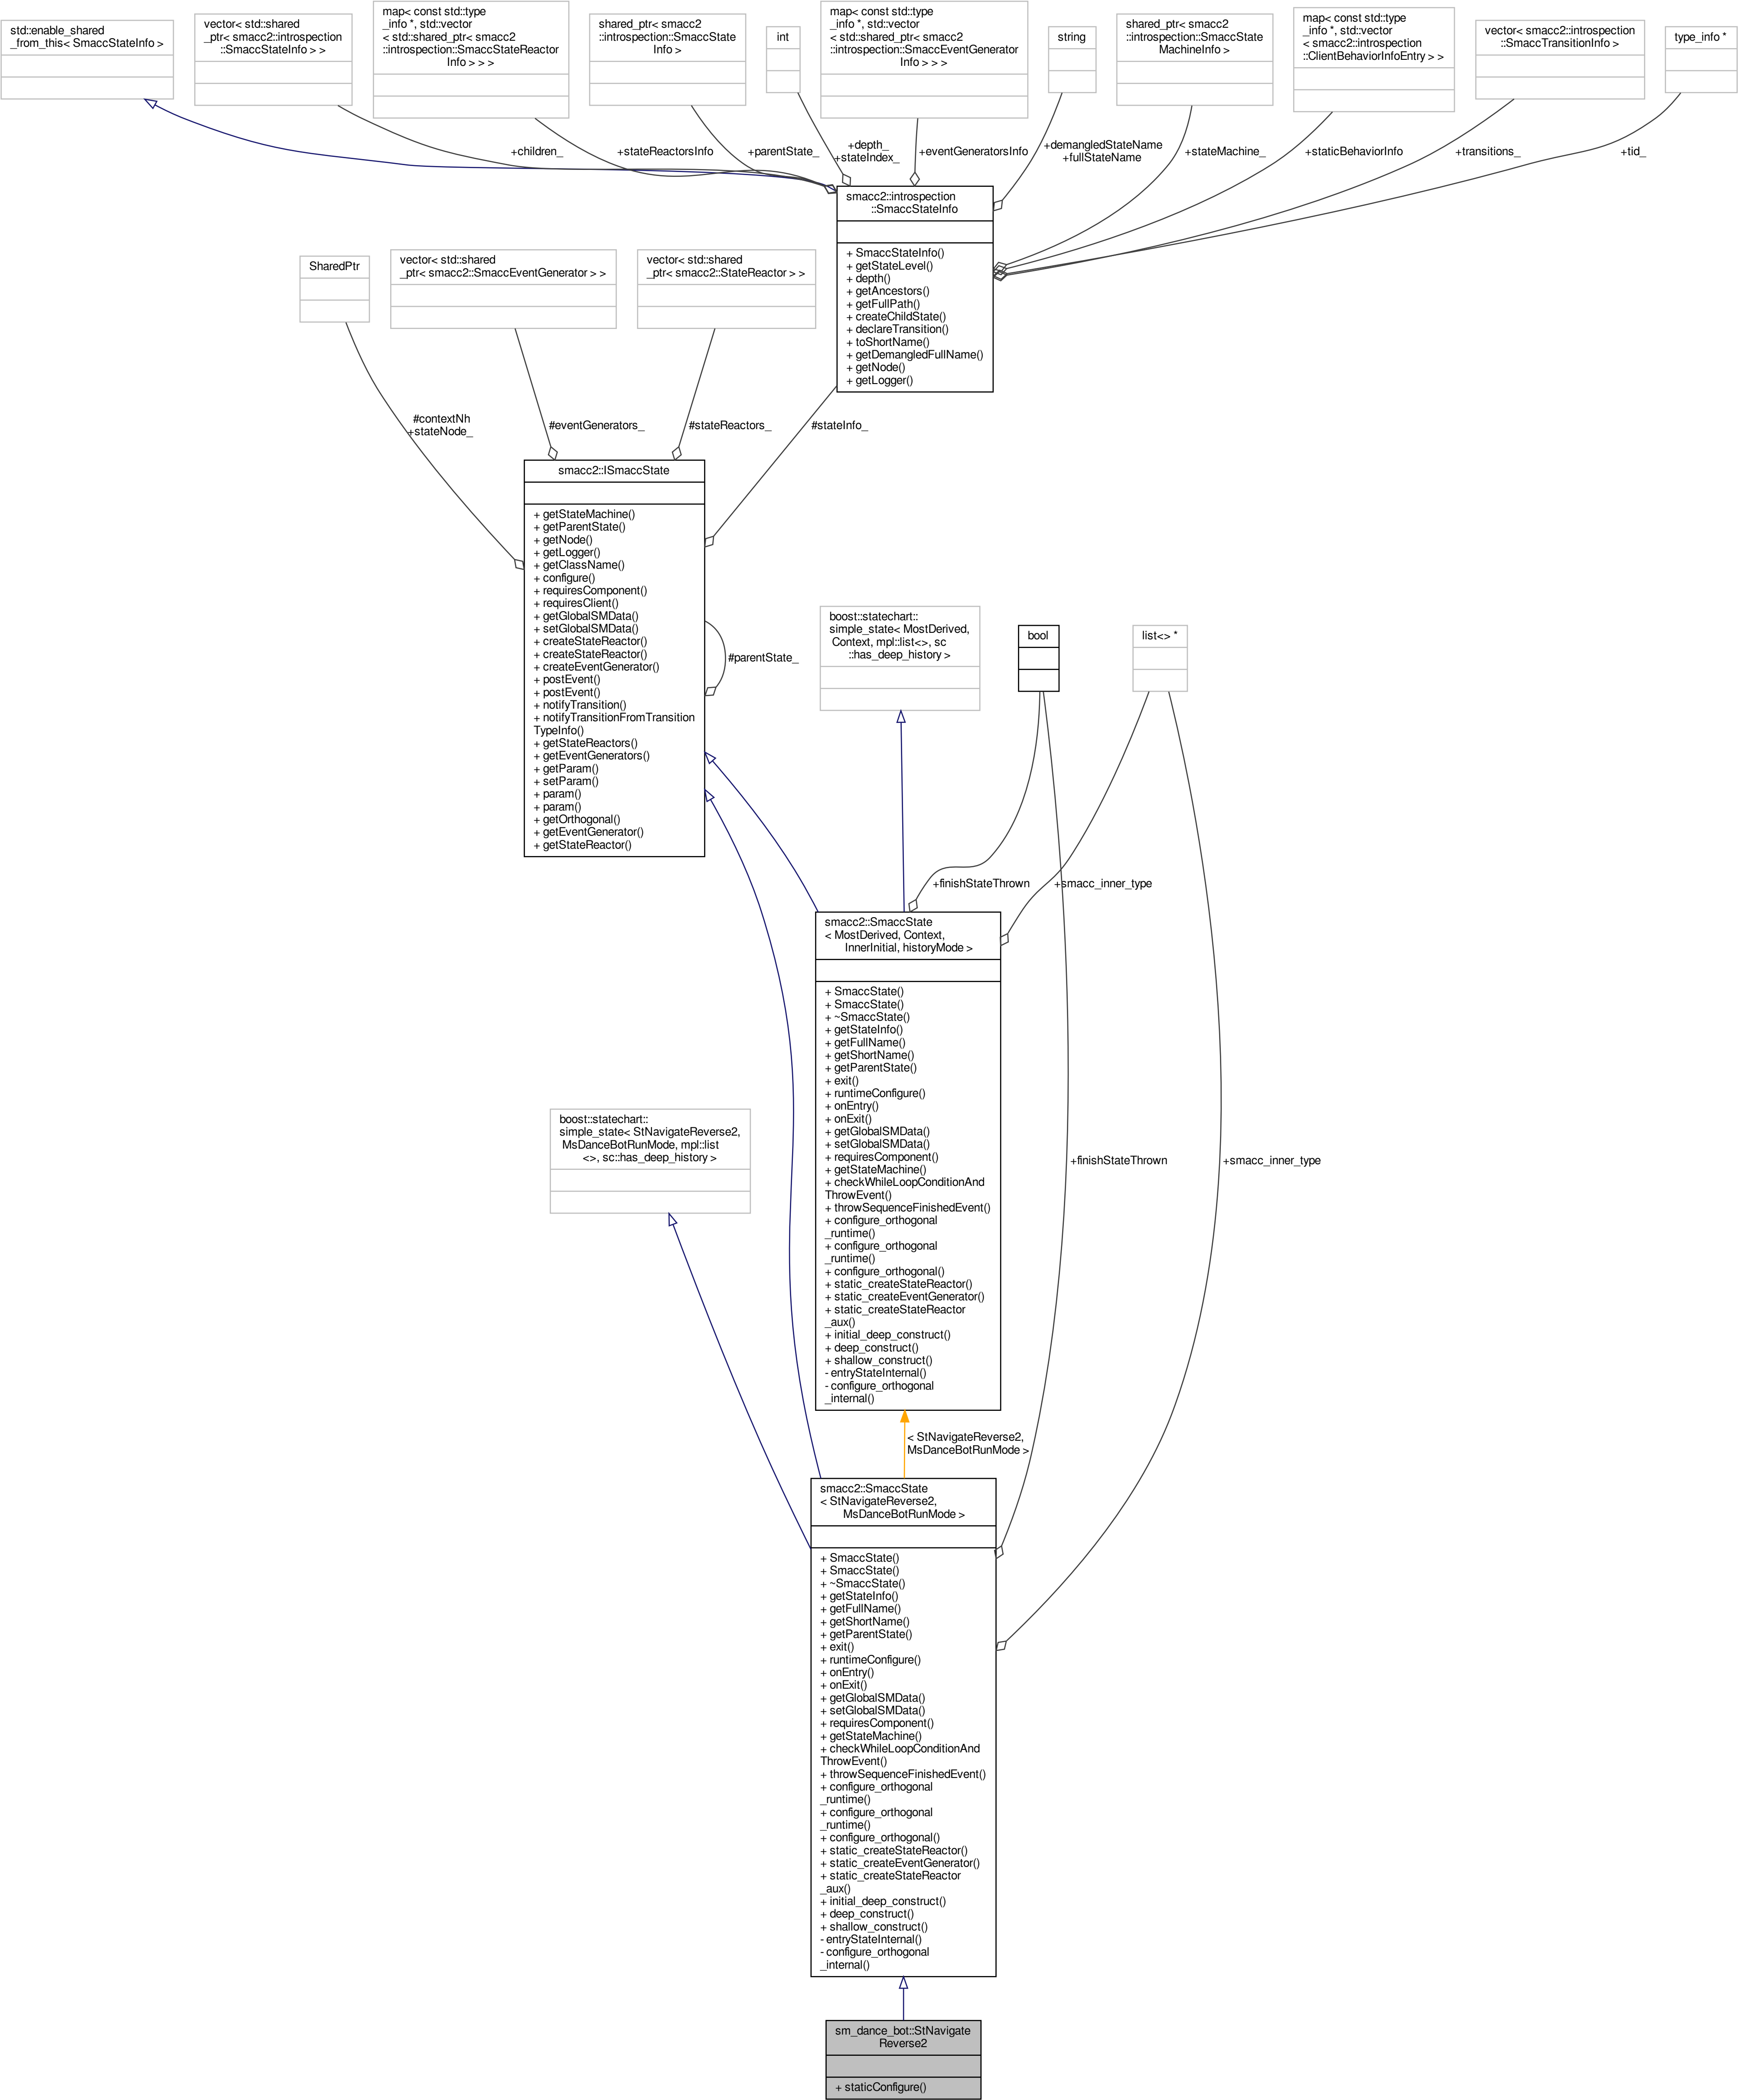 std::enable_shared
_from_this< SmaccStateInfo >
vector< std::shared
_ptr< smacc2::introspection
::SmaccStateInfo > >
map< const std::type
_info *, std::vector
< std::shared_ptr< smacc2
::introspection::SmaccStateReactor
Info > > >
shared_ptr< smacc2
::introspection::SmaccState
Info >
int
map< const std::type
_info *, std::vector
< std::shared_ptr< smacc2
::introspection::SmaccEventGenerator
Info > > >
string
shared_ptr< smacc2
::introspection::SmaccState
MachineInfo >
map< const std::type
_info *, std::vector
< smacc2::introspection
::ClientBehaviorInfoEntry > >
vector< smacc2::introspection
::SmaccTransitionInfo >
type_info *
+children_
+stateReactorsInfo
+parentState_
+depth_
+stateIndex_
+eventGeneratorsInfo
+demangledStateName
+fullStateName
+stateMachine_
+staticBehaviorInfo
+transitions_
+tid_
smacc2::introspection
::SmaccStateInfo
+ SmaccStateInfo()
+ getStateLevel()
+ depth()
+ getAncestors()
+ getFullPath()
+ createChildState()
+ declareTransition()
+ toShortName()
+ getDemangledFullName()
+ getNode()
+ getLogger()
SharedPtr
vector< std::shared
_ptr< smacc2::SmaccEventGenerator > >
vector< std::shared
_ptr< smacc2::StateReactor > >
#contextNh
+stateNode_
#eventGenerators_
#stateReactors_
#stateInfo_
smacc2::ISmaccState
+ getStateMachine()
+ getParentState()
+ getNode()
+ getLogger()
+ getClassName()
+ configure()
+ requiresComponent()
+ requiresClient()
+ getGlobalSMData()
+ setGlobalSMData()
+ createStateReactor()
+ createStateReactor()
+ createEventGenerator()
+ postEvent()
+ postEvent()
+ notifyTransition()
+ notifyTransitionFromTransition
TypeInfo()
+ getStateReactors()
+ getEventGenerators()
+ getParam()
+ setParam()
+ param()
+ param()
+ getOrthogonal()
+ getEventGenerator()
+ getStateReactor()
#parentState_
boost::statechart::
simple_state< MostDerived,
Context, mpl::list<>, sc
::has_deep_history >
bool
list<> *
+finishStateThrown
+smacc_inner_type
smacc2::SmaccState
< MostDerived, Context,
InnerInitial, historyMode >
+ SmaccState()
+ SmaccState()
+ ~SmaccState()
+ getStateInfo()
+ getFullName()
+ getShortName()
+ getParentState()
+ exit()
+ runtimeConfigure()
+ onEntry()
+ onExit()
+ getGlobalSMData()
+ setGlobalSMData()
+ requiresComponent()
+ getStateMachine()
+ checkWhileLoopConditionAnd
ThrowEvent()
+ throwSequenceFinishedEvent()
+ configure_orthogonal
_runtime()
+ configure_orthogonal
_runtime()
+ configure_orthogonal()
+ static_createStateReactor()
+ static_createEventGenerator()
+ static_createStateReactor
_aux()
+ initial_deep_construct()
+ deep_construct()
+ shallow_construct()
- entryStateInternal()
- configure_orthogonal
_internal()
boost::statechart::
simple_state< StNavigateReverse2,
MsDanceBotRunMode, mpl::list
<>, sc::has_deep_history >
+finishStateThrown
+smacc_inner_type
< StNavigateReverse2,
MsDanceBotRunMode >
smacc2::SmaccState
< StNavigateReverse2,
MsDanceBotRunMode >
+ SmaccState()
+ SmaccState()
+ ~SmaccState()
+ getStateInfo()
+ getFullName()
+ getShortName()
+ getParentState()
+ exit()
+ runtimeConfigure()
+ onEntry()
+ onExit()
+ getGlobalSMData()
+ setGlobalSMData()
+ requiresComponent()
+ getStateMachine()
+ checkWhileLoopConditionAnd
ThrowEvent()
+ throwSequenceFinishedEvent()
+ configure_orthogonal
_runtime()
+ configure_orthogonal
_runtime()
+ configure_orthogonal()
+ static_createStateReactor()
+ static_createEventGenerator()
+ static_createStateReactor
_aux()
+ initial_deep_construct()
+ deep_construct()
+ shallow_construct()
- entryStateInternal()
- configure_orthogonal
_internal()
sm_dance_bot::StNavigate
Reverse2
+ staticConfigure()